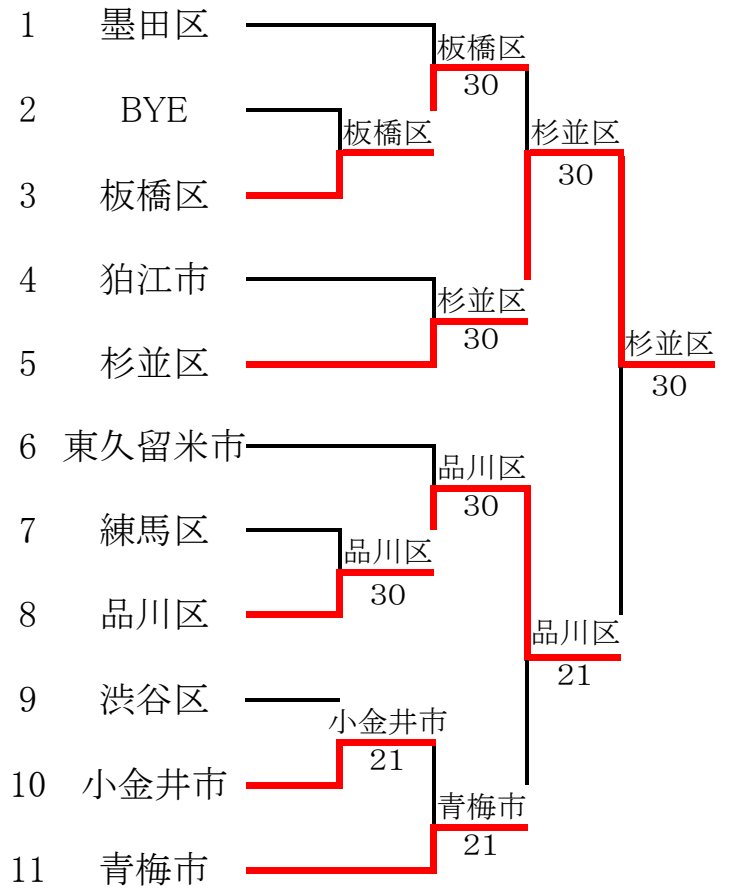 1 墨田区
板橋区
30
2 BYE
板橋区
杉並区
30
3 板橋区
4 狛江市
杉並区
30
5 杉並区
杉並区
30
6 東久留米市
品川区
30
7 練馬区
品川区
30
8 品川区
品川区
21
9 渋谷区
小金井市
21
10 小金井市
青梅市
21
11 青梅市